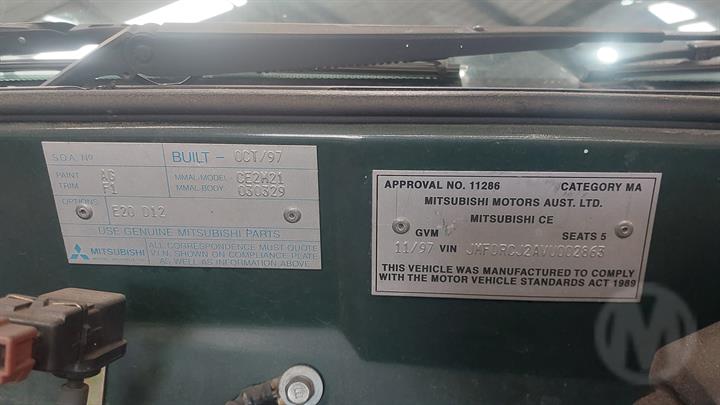 S.D.A. Nº
BUILT - OCT/97
PAINT AG
TRIM F1
MMAL-MODEL CE2M21
MMAL-BODY 030329
OPTIONS E20 D12
USE GENUINE MITSUBISHI PARTS
MITSUBISHI
ALL CORRESPONDENCE MUST QUOTE
V.I.N. SHOWN ON COMPLIANCE PLATE
AS WELL AS INFORMATION ABOVE
APPROVAL NO. 11286 CATEGORY MA
MITSUBISHI MOTORS AUST. LTD.
MITSUBISHI CE
GVM SEATS 5
11/97 VIN JMF0RCJ2AVU002863
THIS VEHICLE WAS MANUFACTURED TO COMPLY
WITH THE MOTOR VEHICLE STANDARDS ACT 1989
M